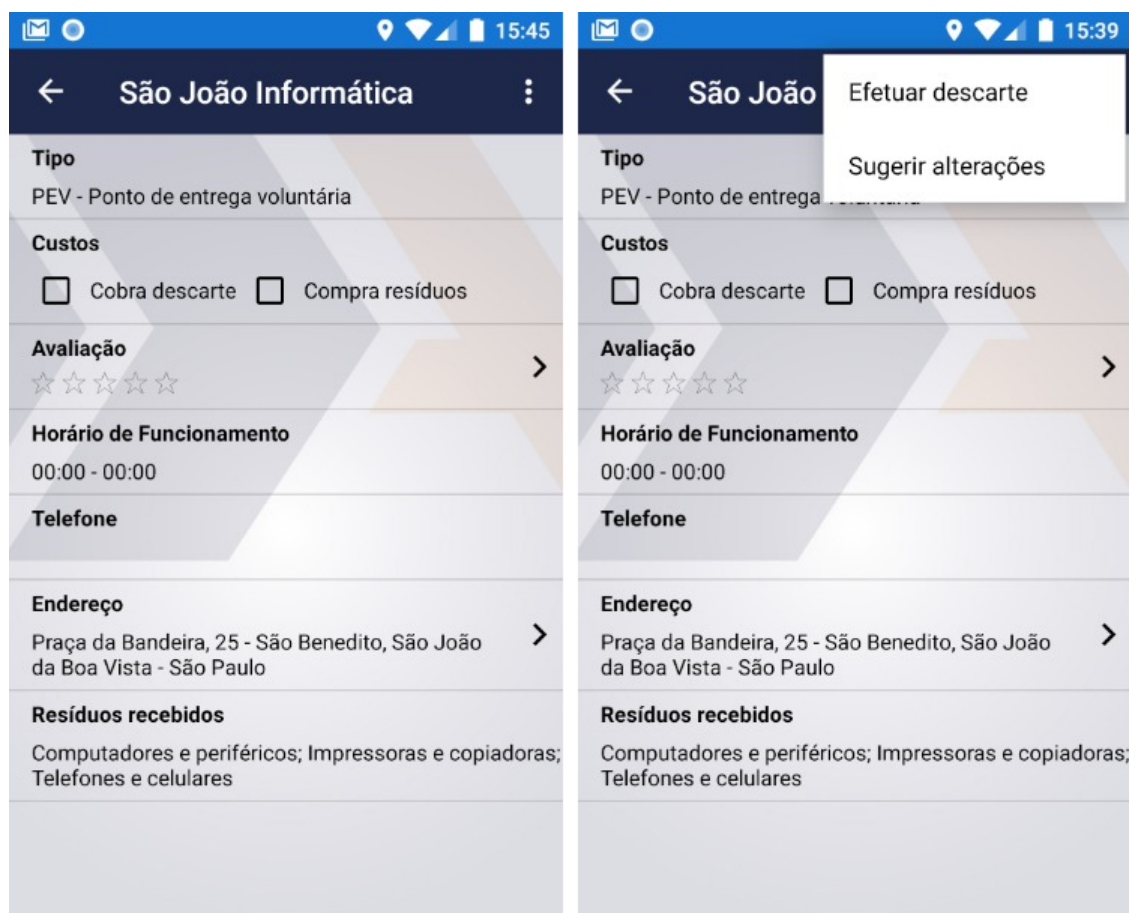 15:45
São João Informática
Tipo
PEV - Ponto de entrega voluntária
Custos
Cobra descarte Compra resíduos
Avaliação
Horário de Funcionamento
00:00 - 00:00
Telefone
Endereço
Praça da Bandeira, 25 - São Benedito, São João
da Boa Vista - São Paulo
Resíduos recebidos
Computadores e periféricos; Impressoras e copiadoras;
Telefones e celulares
15:39
São João
Efetuar descarte
Sugerir alterações
Tipo
PEV - Ponto de entrega
Custos
Cobra descarte Compra resíduos
Avaliação
Horário de Funcionamento
00:00 - 00:00
Telefone
Endereço
Praça da Bandeira, 25 - São Benedito, São João
da Boa Vista - São Paulo
Resíduos recebidos
Computadores e periféricos; Impressoras e copiadoras;
Telefones e celulares